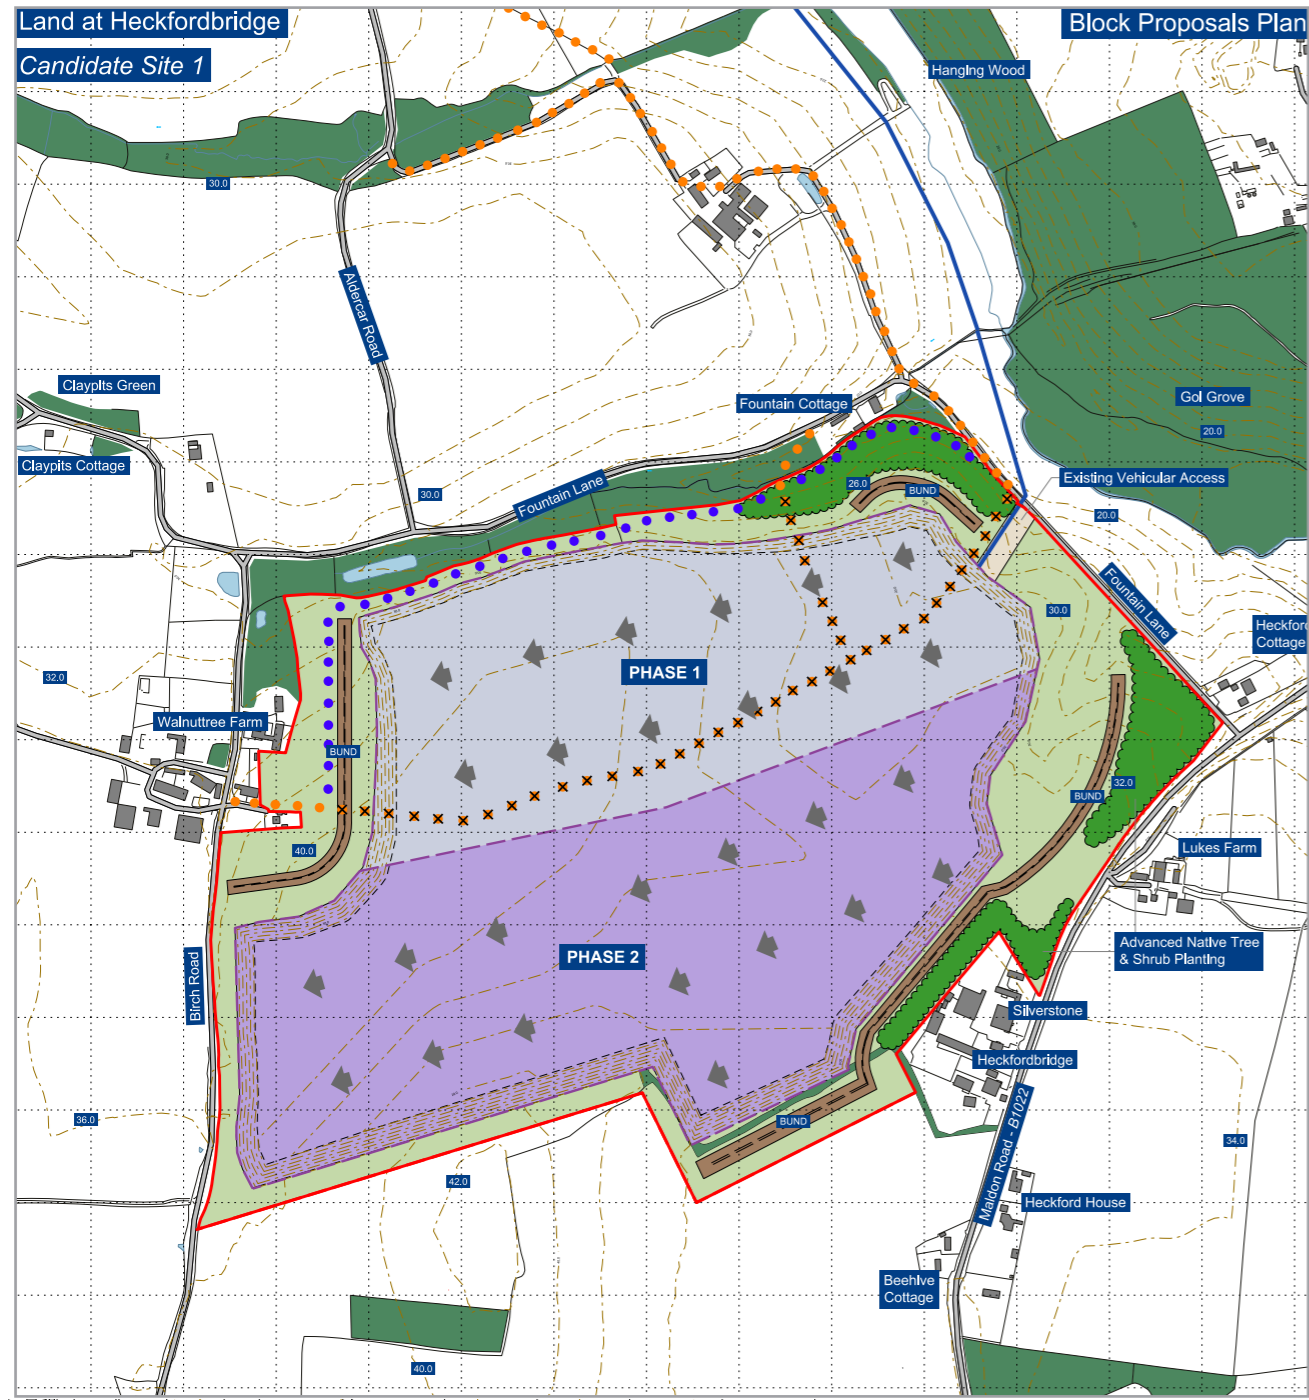 Land at Heckfordbridge
Block Proposals Plan
Candidate Site 1
Hanging Wood
30.0
Aldercar Road
Claypits Green
Fountain Cottage
Gol Grove
20.0
Claypits Cottage
Existing Vehicular Access
26.0
BUND
30.0
Fountain Lane
20.0
Fountain Lane
30.0
Heckford
Cottage
32.0
PHASE 1
Walnuttree Farm
BUND
32.0
BUND
40.0
Lukes Farm
Advanced Native Tree
& Shrub Planting
PHASE 2
Birch Road
Silverstone
Heckfordbridge
36.0
BUND
34.0
Maldon Road - B1022
42.0
Heckford House
Beehive
Cottage
40.0